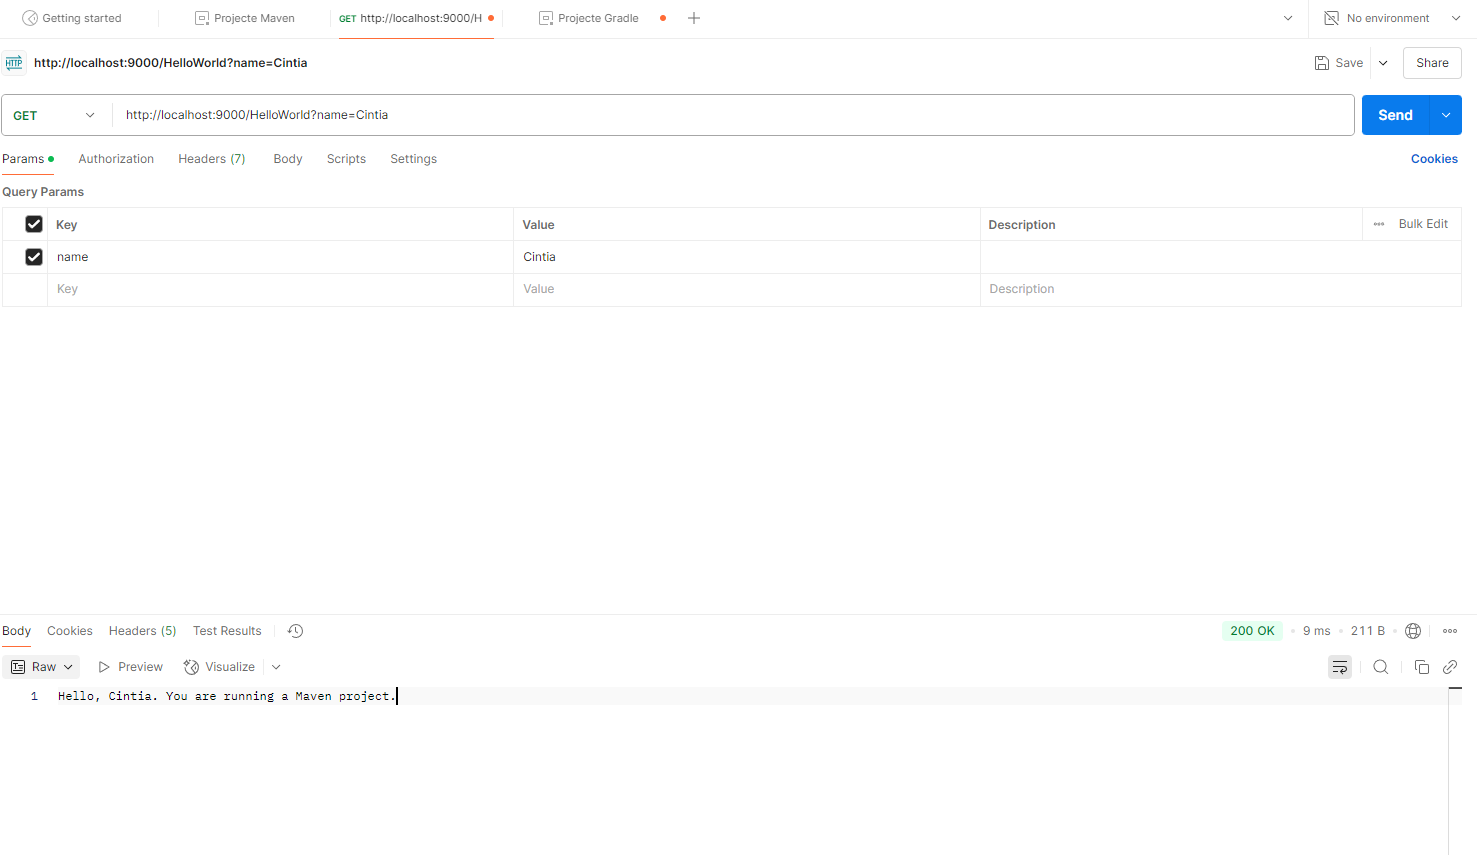 Getting started Projecte Maven GET http://localhost:9000/H Projecte Gradle No environment
HTTP http://localhost:9000/HelloWorld?name=Cintia Save Share
GET http://localhost:9000/HelloWorld?name=Cintia Send
Params Authorization Headers (7) Body Scripts Settings Cookies
Query Params
Key Value Description Bulk Edit
name Cintia
Key Value Description
Body Cookies Headers (5) Test Results 200 OK 9 ms 211 B
Raw Preview Visualize
1 Hello, Cintia. You are running a Maven project.